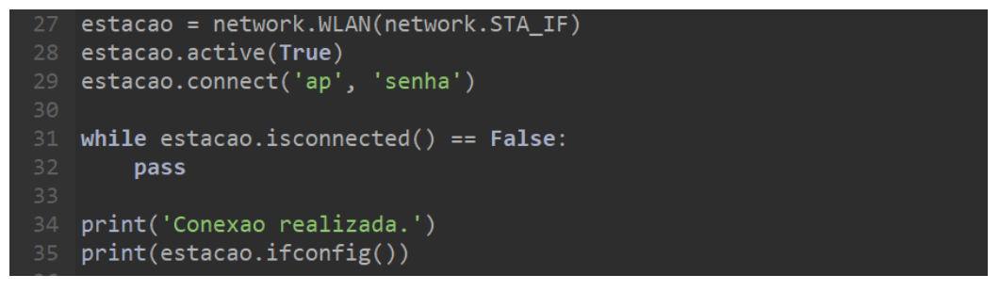 27 estacao = network.WLAN(network.STA_IF)
28 estacao.active(True)
29 estacao.connect('ap', 'senha')
30
31 while estacao.isconnected() == False:
32     pass
33
34 print('Conexao realizada.')
35 print(estacao.ifconfig())